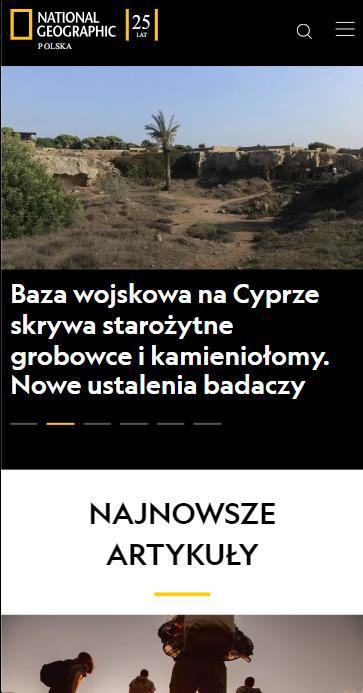 NATIONAL
GEOGRAPHIC
POLSKA
25
LAT
Baza wojskowa na Cyprze
skrywa starożytne
grobowce i kamieniołomy.
Nowe ustalenia badaczy
NAJNOWSZE
ARTYKUŁY